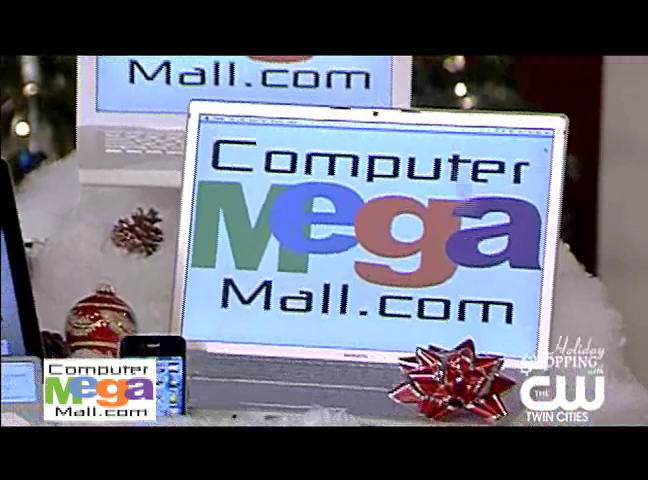 Mall.com
Computer
Mega
Mall.com
Computer
Mega
Mall.com
Holiday
SHOPPING
with
THE
CW
TWIN CITIES